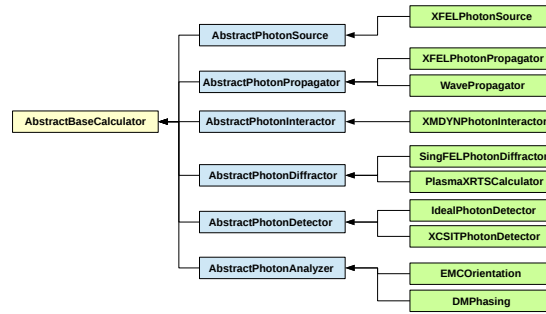 XFELPhotonSource
AbstractPhotonSource
XFELPhotonPropagator
AbstractPhotonPropagator
WavePropagator
AbstractBaseCalculator
AbstractPhotonInteractor
XMDYNPhotonInteractor
SingFELPhotonDiffractor
AbstractPhotonDiffractor
PlasmaXRTSCalculator
IdealPhotonDetector
AbstractPhotonDetector
XCSITPhotonDetector
AbstractPhotonAnalyzer
EMCOrientation
DMPhasing